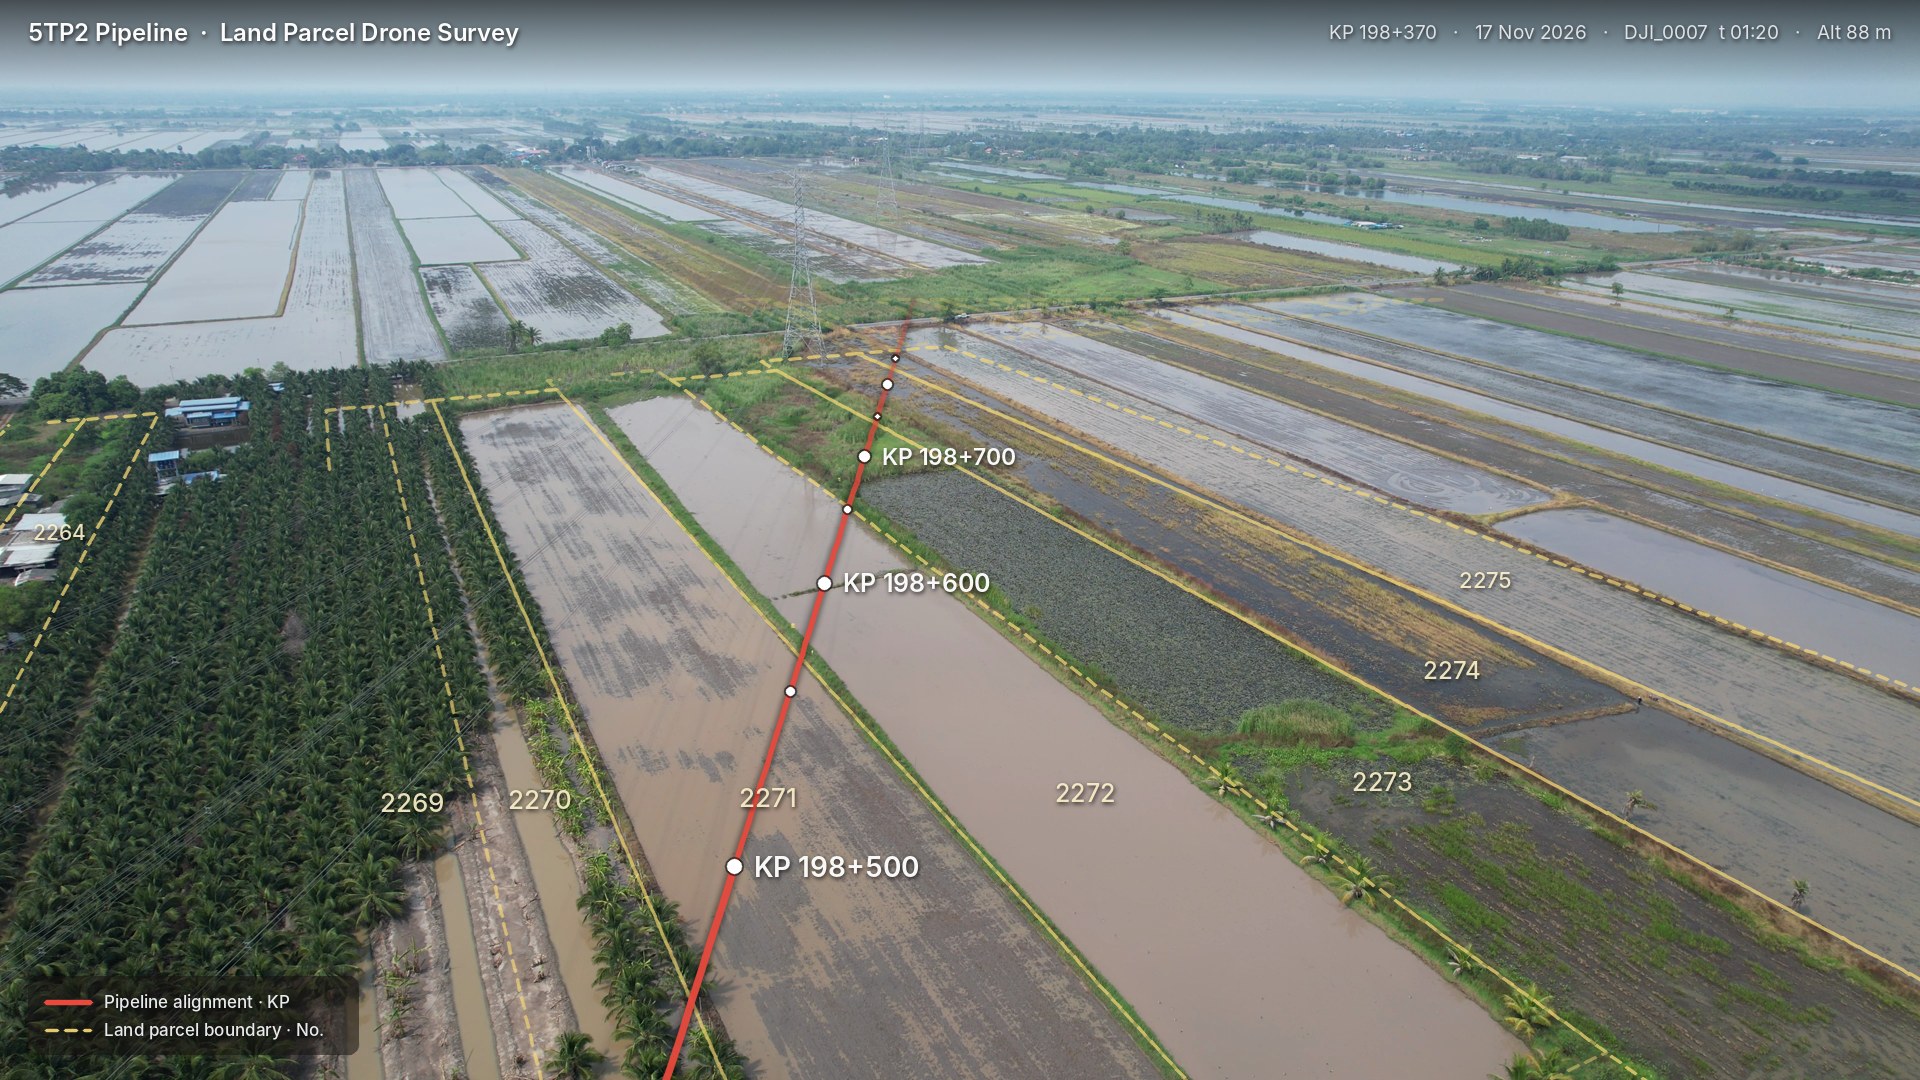 5TP2 Pipeline · Land Parcel Drone Survey
KP 198+370 · 17 Nov 2026 · DJI_0007 t 01:20 · Alt 88 m
KP 198+700
2264
KP 198+600
2275
2274
2273
2272
2271
2270
2269
KP 198+500
Pipeline alignment · KP
Land parcel boundary · No.